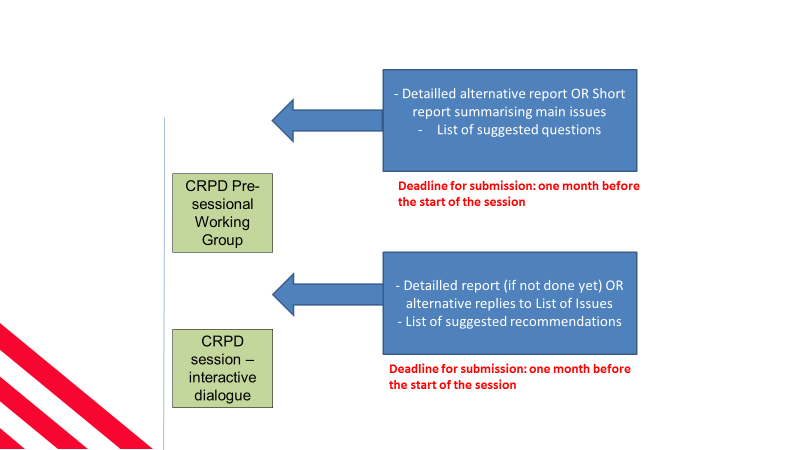 - Detailled alternative report OR Short
report summarising main issues
- List of suggested questions
Deadline for submission: one month before
the start of the session
CRPD Pre-
sessional
Working
Group
- Detailled report (if not done yet) OR
alternative replies to List of Issues
- List of suggested recommendations
CRPD
session –
interactive
dialogue
Deadline for submission: one month before
the start of the session